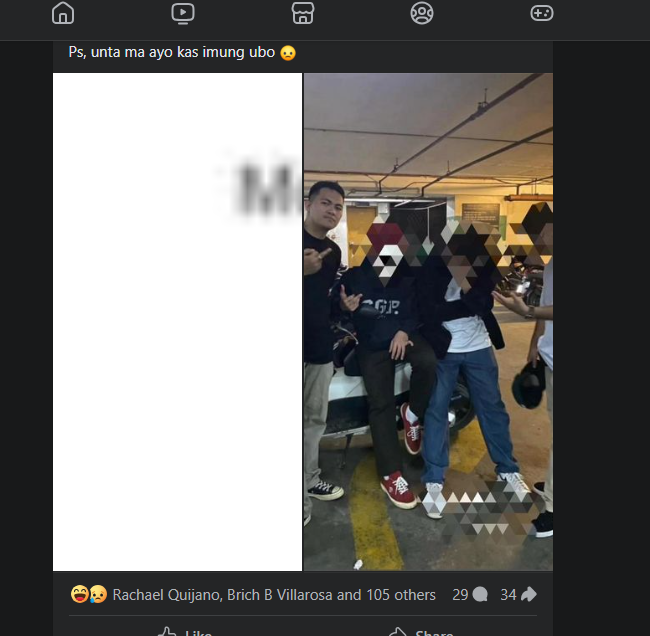 Ps, unta ma ayo kas imung ubo 😥
M
Rachael Quijano, Brich B Villarosa and 105 others 29 34
Like Share